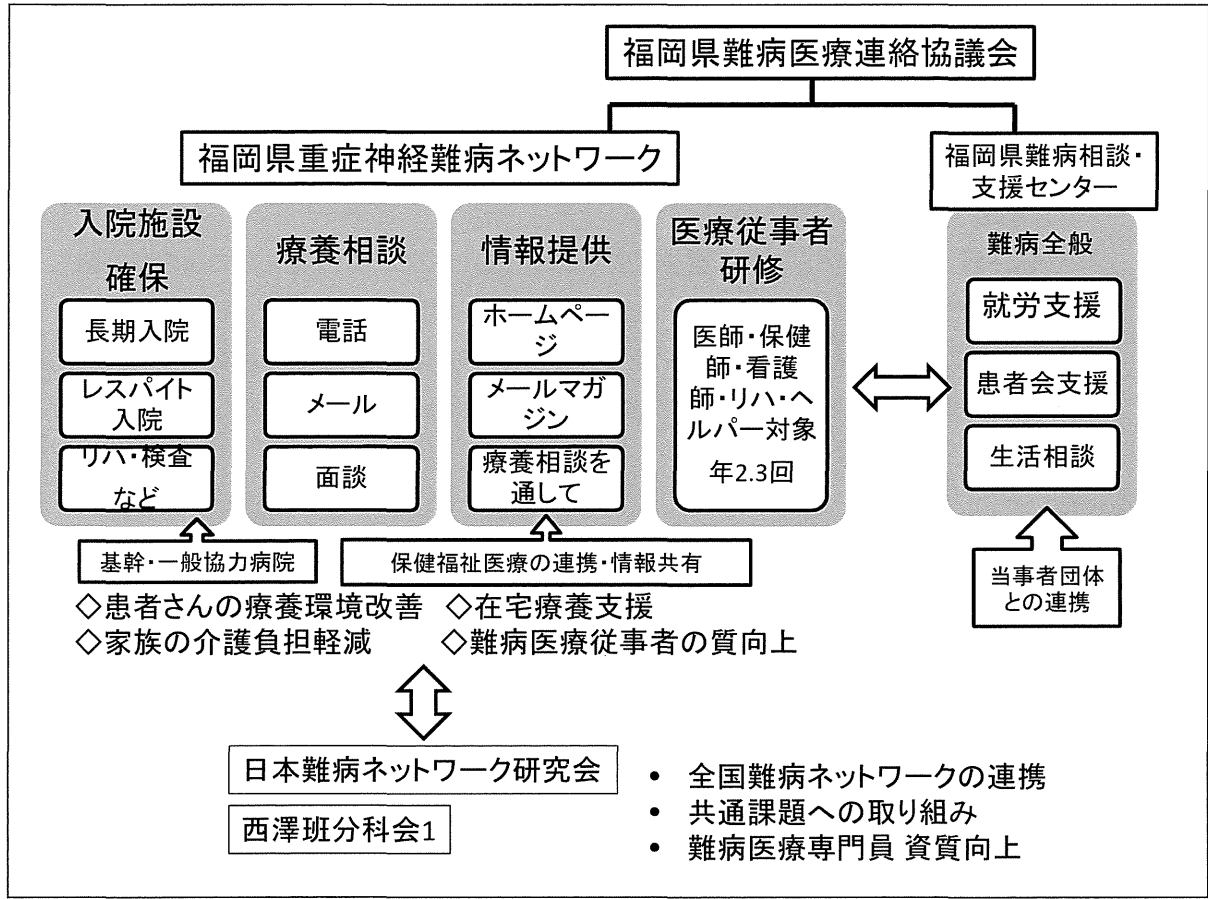 福岡県難病医療連絡協議会
福岡県重症神経難病ネットワーク
福岡県難病相談・
支援センター
入院施設
確保
長期入院
レスパイト
入院
リハ・検査
など
療養相談
電話
メール
面談
情報提供
ホームペー
ジ
メールマガ
ジン
療養相談を
通して
医療従事者
研修
医師・保健
師・看護
師・リハ・ヘ
ルパー対象
年2.3回
難病全般
就労支援
患者会支援
生活相談
基幹・一般協力病院
保健福祉医療の連携・情報共有
当事者団体
との連携
◇患者さんの療養環境改善 ◇在宅療養支援
◇家族の介護負担軽減 ◇難病医療従事者の質向上
日本難病ネットワーク研究会
西澤班分科会1
• 全国難病ネットワークの連携
• 共通課題への取り組み
• 難病医療専門員 資質向上